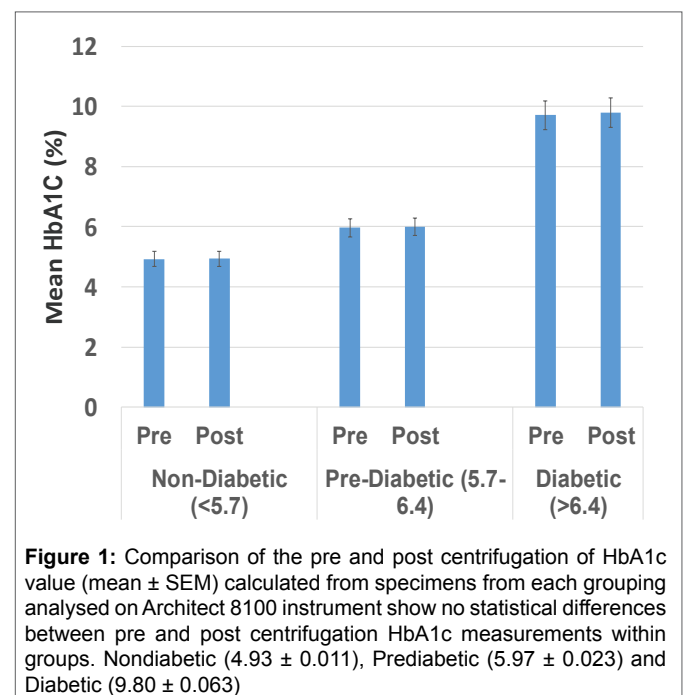 12
10
8
6
4
2
0
Mean HbA1C (%)
Pre Post Pre Post Pre Post
Non-Diabetic (<5.7) Pre-Diabetic (5.7-6.4) Diabetic (>6.4)
Figure 1: Comparison of the pre and post centrifugation of HbA1c
value (mean ± SEM) calculated from specimens from each grouping
analysed on Architect 8100 instrument show no statistical differences
between pre and post centrifugation HbA1c measurements within
groups. Nondiabetic (4.93 ± 0.011), Prediabetic (5.97 ± 0.023) and
Diabetic (9.80 ± 0.063)